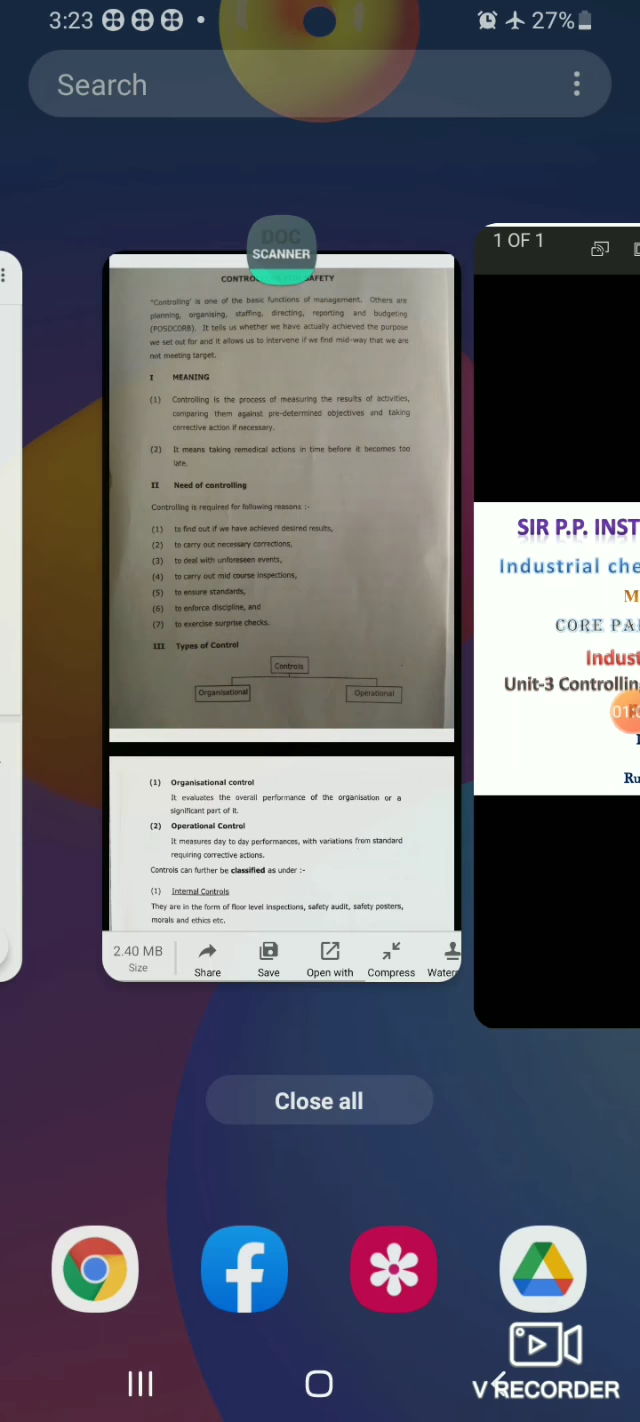 3:23
27%
Search
DOC
SCANNER
"Controlling' is one of the basic functions of management. Others are
planning, organising, staffing, directing, reporting and budgeting
(POSDCORB). It tells us whether we have actually achieved the purpose
we set out for and it allows us to intervene if we find mid-way that we are
not meeting target.
I MEANING
(1) Controlling is the process of measuring the results of activities,
comparing them against pre-determined objectives and taking
corrective action if necessary.
(2) It means taking remedical actions in time before it becomes too
late.
II Need of controlling
Controlling is required for following reasons :-
(1) to find out if we have achieved desired results,
(2) to carry out necessary corrections,
(3) to deal with unforeseen events,
(4) to carry out mid course inspections,
(5) to ensure standards,
(6) to enforce discipline, and
(7) to exercise surprise checks.
III Types of Control
Controls
Organisational Operational
(1) Organisational control
It evaluates the overall performance of the organisation or a
significant part of it.
(2) Operational Control
It measures day to day performances, with variations from standard
requiring corrective actions.
Controls can further be classified as under :-
(1) Internal Controls
They are in the form of floor level inspections, safety audit, safety posters,
morals and ethics etc.
2.40 MB
Size
Share
Save
Open with
Compress
1 OF 1
SIR P.P. INST
Industrial che
M
CORE PA
Indust
Unit-3 Controllin
Ru
Close all
V RECORDER